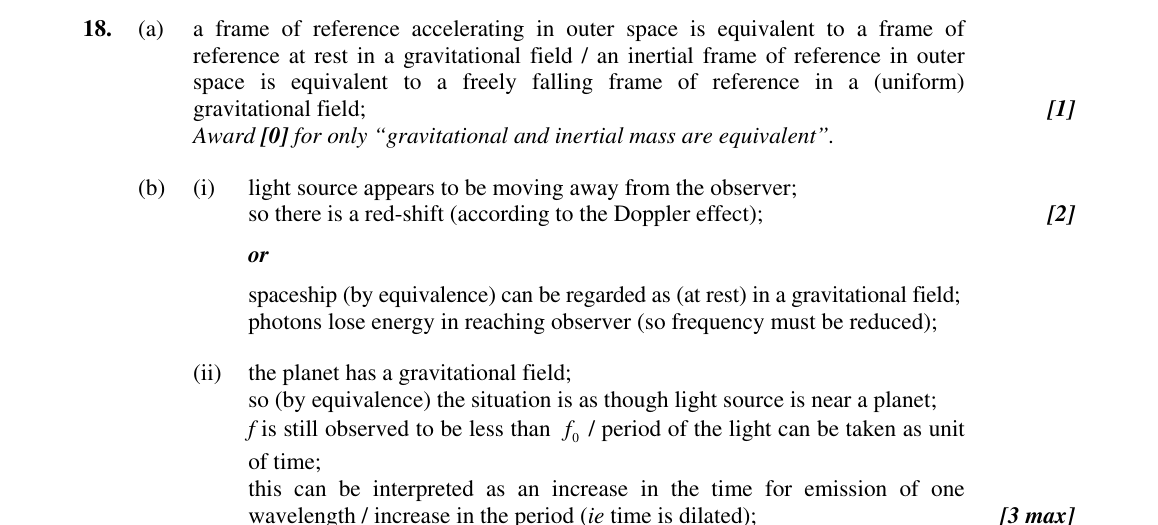 18. (a) a frame of reference accelerating in outer space is equivalent to a frame of
reference at rest in a gravitational field / an inertial frame of reference in outer
space is equivalent to a freely falling frame of reference in a (uniform)
gravitational field; [1]
Award [0] for only “gravitational and inertial mass are equivalent”.
(b) (i) light source appears to be moving away from the observer;
so there is a red-shift (according to the Doppler effect); [2]
or
spaceship (by equivalence) can be regarded as (at rest) in a gravitational field;
photons lose energy in reaching observer (so frequency must be reduced);
(ii) the planet has a gravitational field;
so (by equivalence) the situation is as though light source is near a planet;
f is still observed to be less than f₀ / period of the light can be taken as unit
of time;
this can be interpreted as an increase in the time for emission of one
wavelength / increase in the period (ie time is dilated); [3 max]